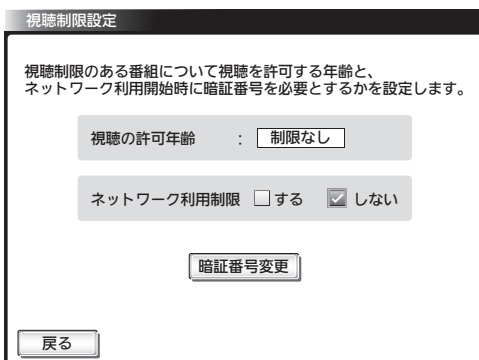 視聴制限設定
視聴制限のある番組について視聴を許可する年齢と、
ネットワーク利用開始時に暗証番号を必要とするかを設定します。
視聴の許可年齢 : 制限なし
ネットワーク利用制限 する しない
暗証番号変更
戻る